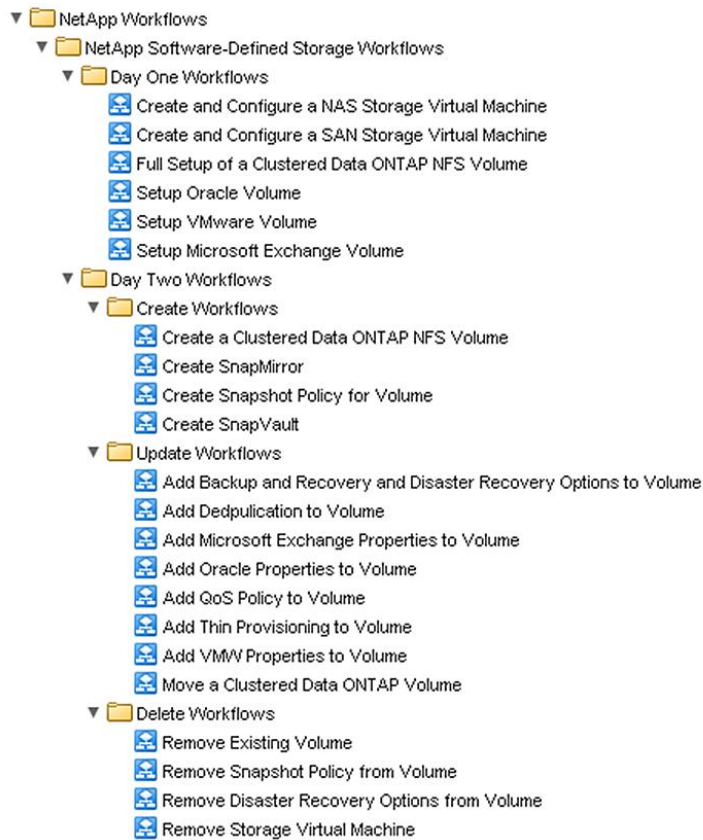 NetApp Workflows
NetApp Software-Defined Storage Workflows
Day One Workflows
Create and Configure a NAS Storage Virtual Machine
Create and Configure a SAN Storage Virtual Machine
Full Setup of a Clustered Data ONTAP NFS Volume
Setup Oracle Volume
Setup VMware Volume
Setup Microsoft Exchange Volume
Day Two Workflows
Create Workflows
Create a Clustered Data ONTAP NFS Volume
Create SnapMirror
Create Snapshot Policy for Volume
Create SnapVault
Update Workflows
Add Backup and Recovery and Disaster Recovery Options to Volume
Add Dedpulication to Volume
Add Microsoft Exchange Properties to Volume
Add Oracle Properties to Volume
Add QoS Policy to Volume
Add Thin Provisioning to Volume
Add VMW Properties to Volume
Move a Clustered Data ONTAP Volume
Delete Workflows
Remove Existing Volume
Remove Snapshot Policy from Volume
Remove Disaster Recovery Options from Volume
Remove Storage Virtual Machine